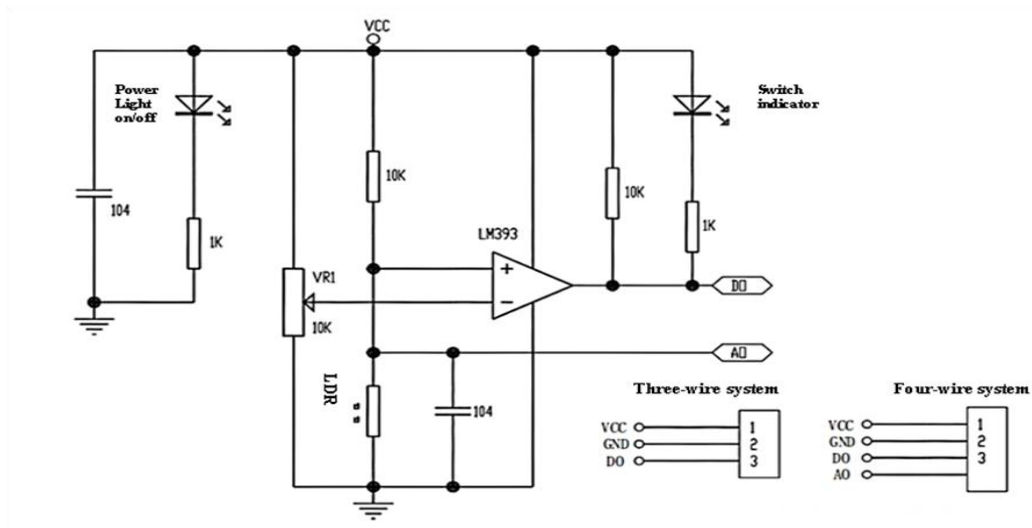 VCC
Power
Light
on/off
Switch
indicator
10K
10K
104
1K
1K
LM393
+
−
VR1
10K
DO
AO
LDR
104
Three-wire system
Four-wire system
VCC 1
GND 2
DO 3
VCC 1
GND 2
DO 3
AO